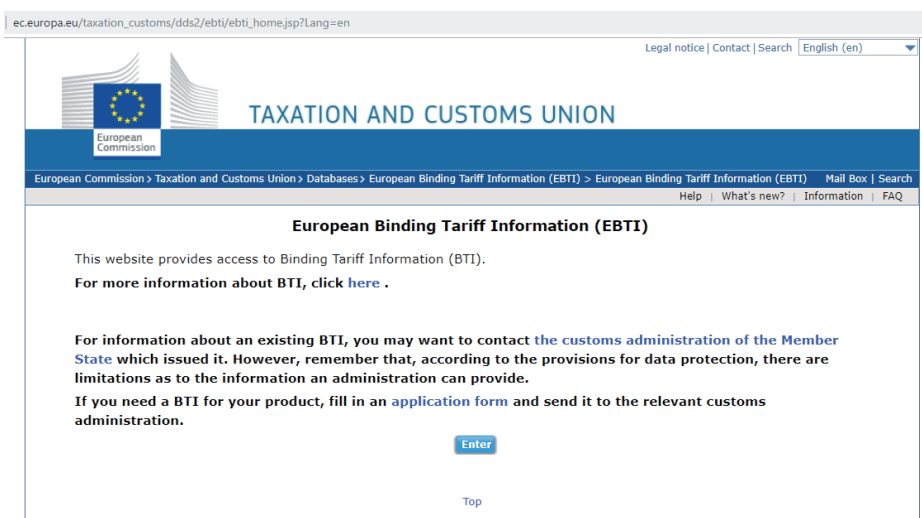 ec.europa.eu/taxation_customs/dds2/ebti/ebti_home.jsp?Lang=en
Legal notice | Contact | Search English (en)
TAXATION AND CUSTOMS UNION
European
Commission
European Commission > Taxation and Customs Union > Databases > European Binding Tariff Information (EBTI) > European Binding Tariff Information (EBTI) Mail Box | Search
Help | What's new? | Information | FAQ
European Binding Tariff Information (EBTI)
This website provides access to Binding Tariff Information (BTI).
For more information about BTI, click here .
For information about an existing BTI, you may want to contact the customs administration of the Member
State which issued it. However, remember that, according to the provisions for data protection, there are
limitations as to the information an administration can provide.
If you need a BTI for your product, fill in an application form and send it to the relevant customs
administration.
Enter
Top